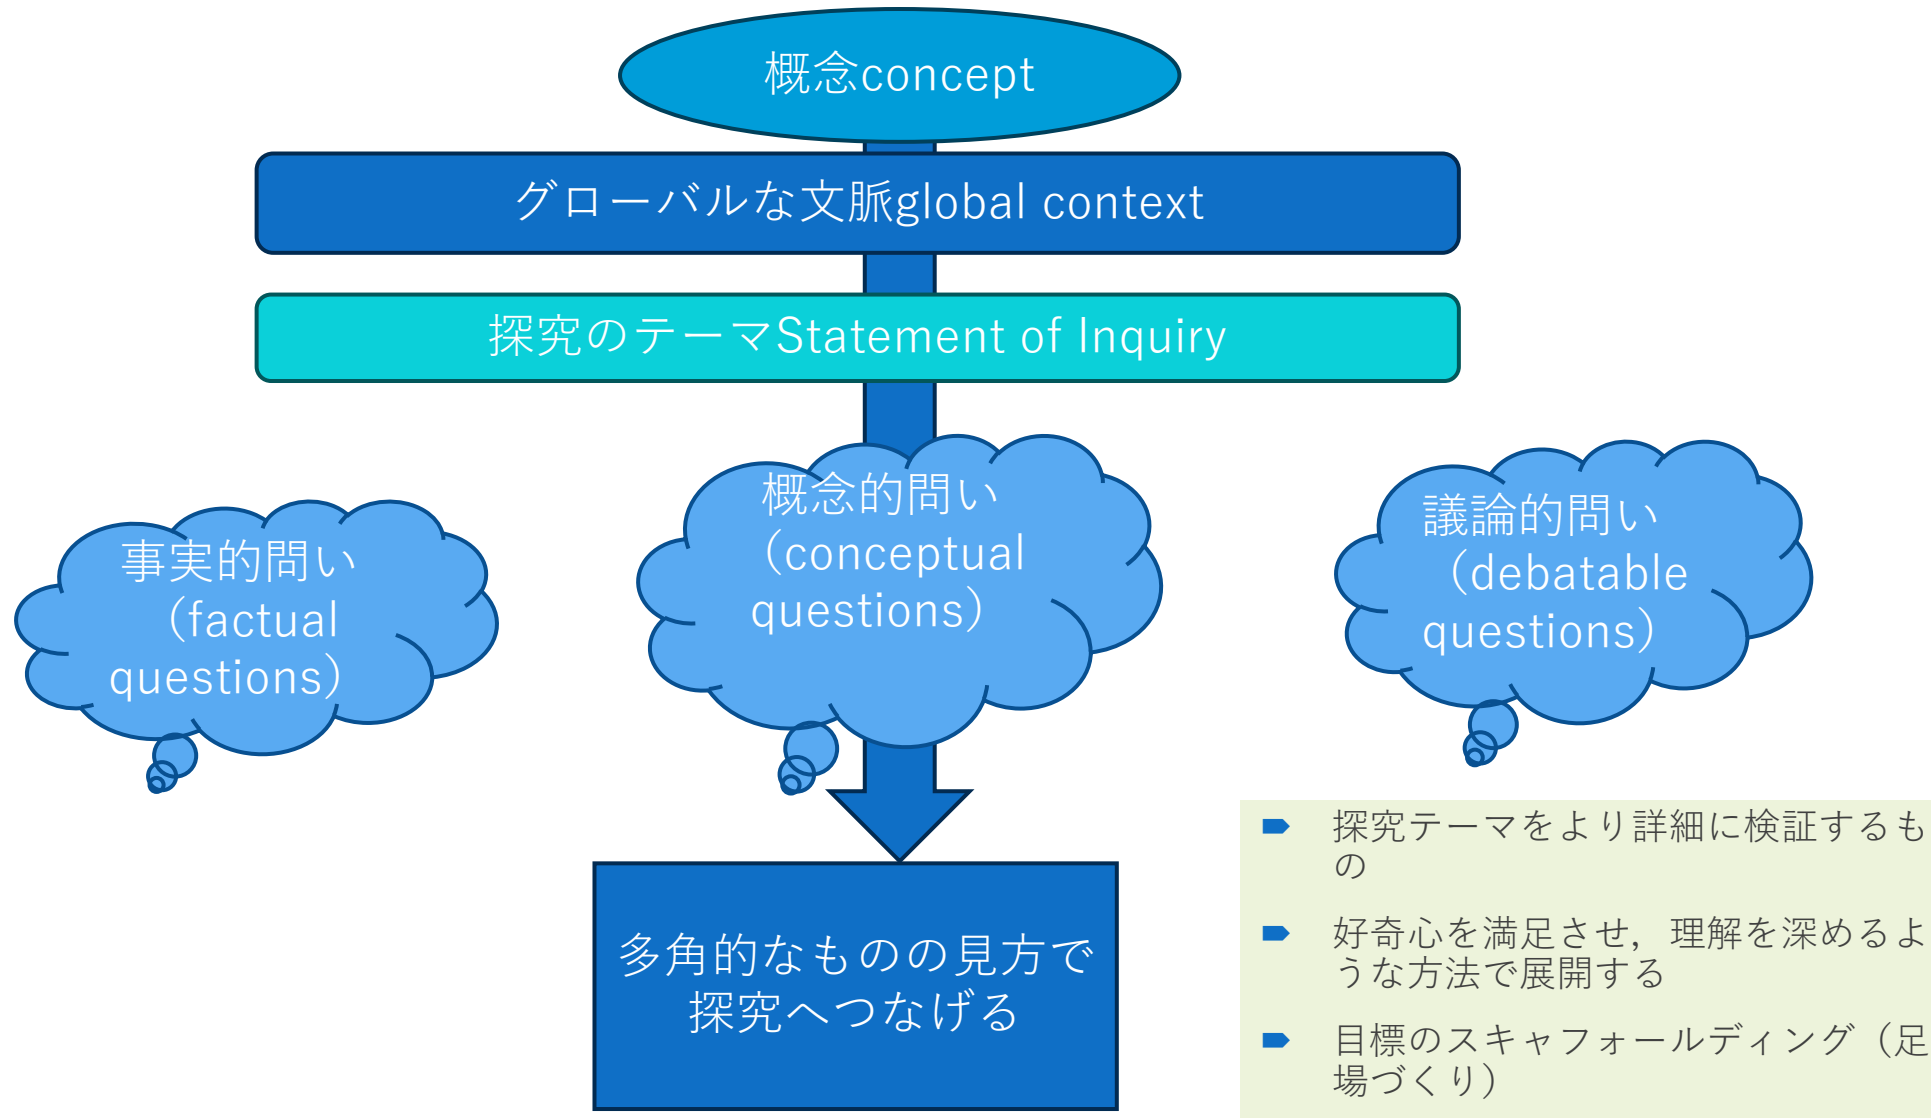 概念concept
グローバルな文脈global context
探究のテーマStatement of Inquiry
事実的問い
（factual
questions）
概念的問い
（conceptual
questions）
議論的問い
（debatable
questions）
多角的なものの見方で
探究へつなげる
探究テーマをより詳細に検証するも
の
好奇心を満足させ，理解を深めるよ
うな方法で展開する
目標のスキャフォールディング（足
場づくり）